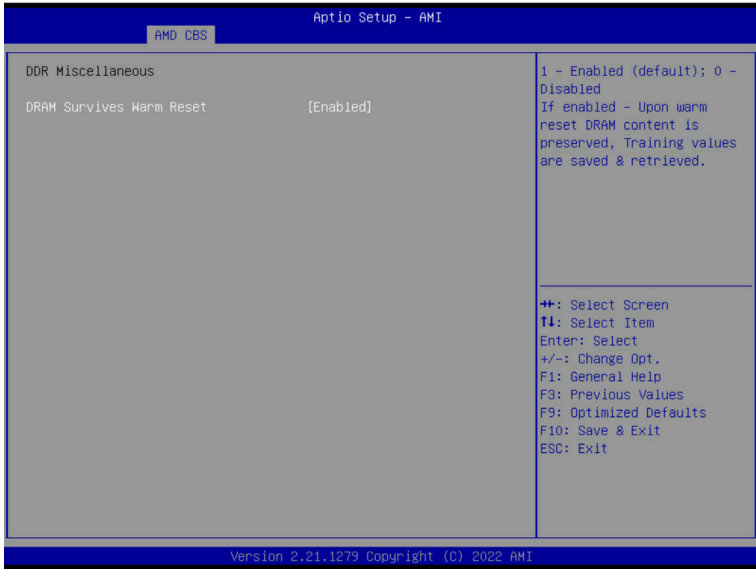 Aptio Setup – AMI
AMD CBS
DDR Miscellaneous
DRAM Survives Warm Reset [Enabled]
1 – Enabled (default); 0 –
Disabled
If enabled – Upon warm
reset DRAM content is
preserved, Training values
are saved & retrieved.
→←: Select Screen
↑↓: Select Item
Enter: Select
+/-: Change Opt.
F1: General Help
F3: Previous Values
F9: Optimized Defaults
F10: Save & Exit
ESC: Exit
Version 2.21.1279 Copyright (C) 2022 AMI